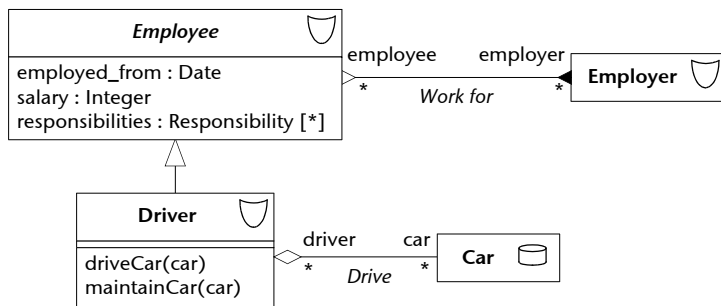 Employee
employed_from : Date
salary : Integer
responsibilities : Responsibility [*]
employee
employer
*
*
Work for
Employer
Driver
driveCar(car)
maintainCar(car)
driver
car
*
*
Drive
Car